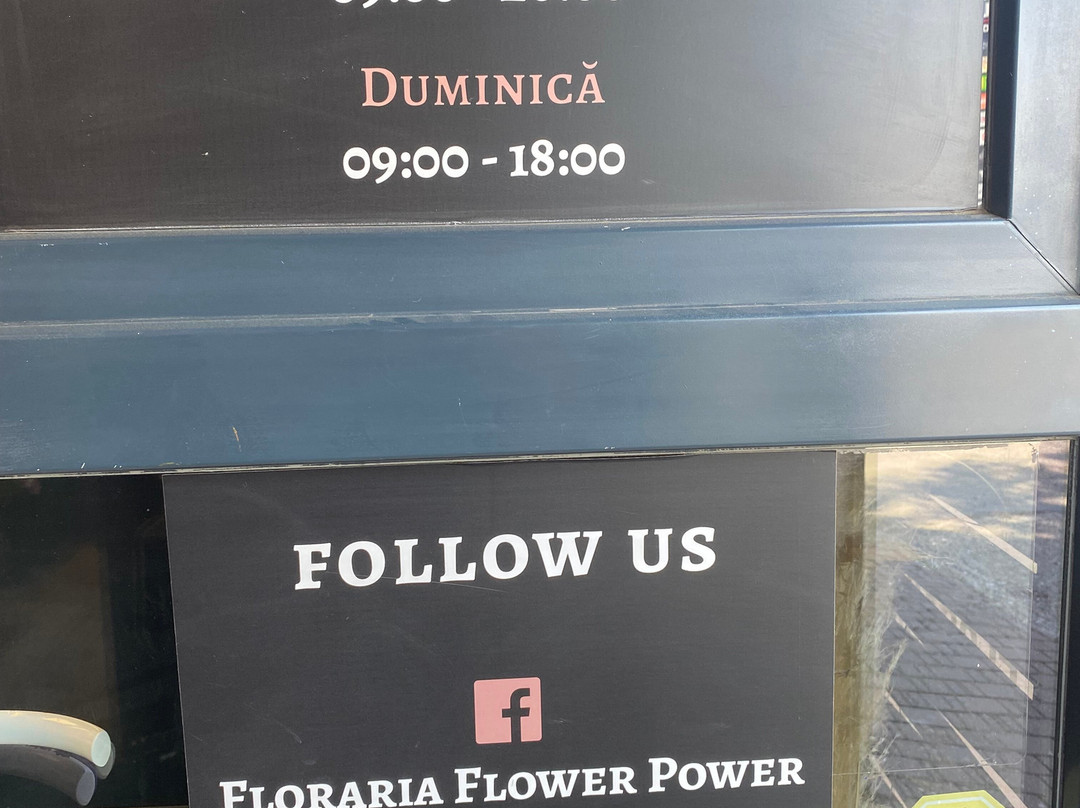 Duminică
09:00 - 18:00
FOLLOW US
f
Floraria Flower Power